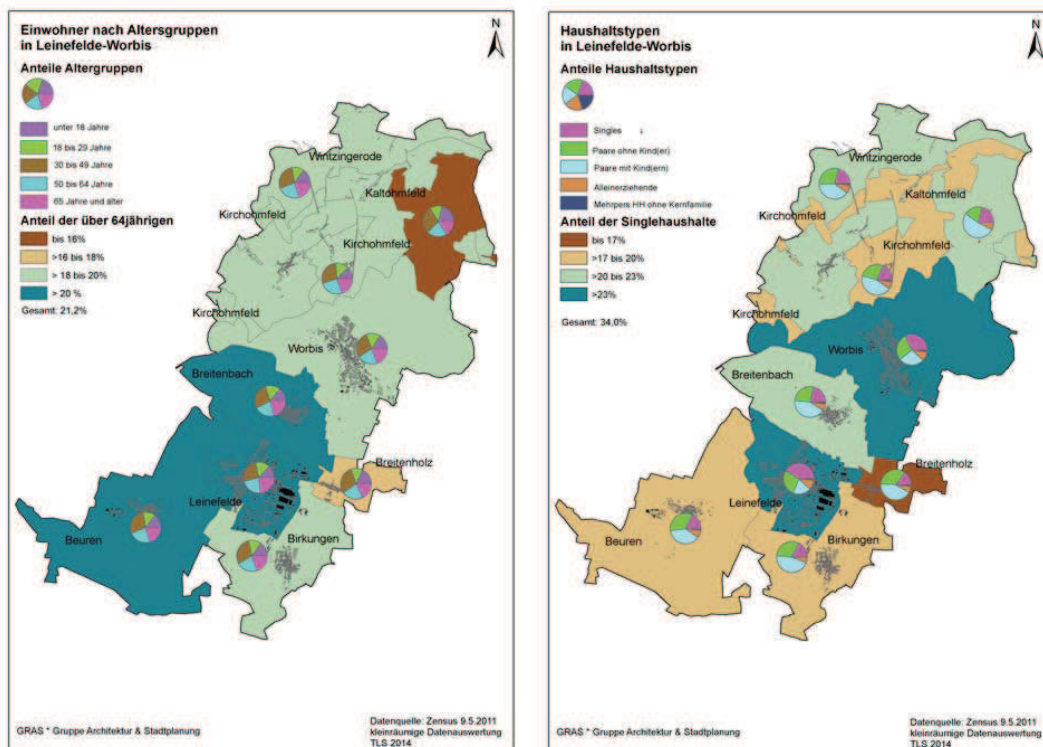 Einwohner nach Altersgruppen
in Leinefelde-Worbis
Anteile Altergruppen
unter 18 Jahre
18 bis 29 Jahre
30 bis 49 Jahre
50 bis 64 Jahre
65 Jahre und älter
Anteil der über 64jährigen
bis 16%
>16 bis 18%
> 18 bis 20%
> 20 %
Gesamt: 21,2%
N
Wintzingerode
Kaltohmfeld
Kirchohmfeld
Kirchohmfeld
Kirchohmfeld
Worbis
Breitenbach
Breitenholz
Leinefelde
Beuren
Birkungen
GRAS * Gruppe Architektur & Stadtplanung
Datenquelle: Zensus 9.5.2011
kleinräumige Datenauswertung
TLS 2014
Haushaltstypen
in Leinefelde-Worbis
Anteile Haushaltstypen
Singles
Paare ohne Kind(er)
Paare mit Kind(ern)
Alleinerziehende
Mehrpers.HH ohne Kernfamilie
Anteil der Singlehaushalte
bis 17%
>17 bis 20%
>20 bis 23%
>23%
Gesamt: 34,0%
N
Wintzingerode
Kaltohmfeld
Kirchohmfeld
Kirchohmfeld
Kirchohmfeld
Worbis
Breitenbach
Breitenholz
Leinefelde
Beuren
Birkungen
GRAS * Gruppe Architektur & Stadtplanung
Datenquelle: Zensus 9.5.2011
kleinräumige Datenauswertung
TLS 2014